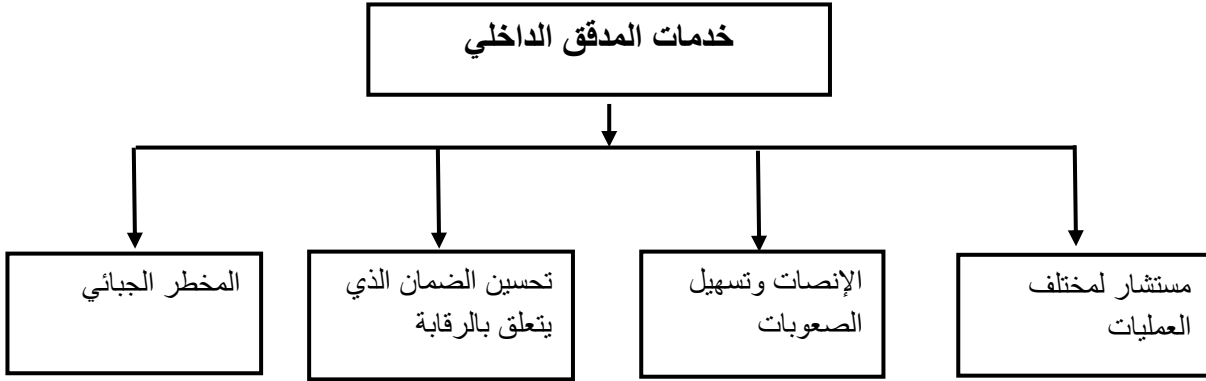 خدمات المدقق الداخلي
مستشار لمختلف
العمليات
الإنصات وتسهيل
الصعوبات
تحسين الضمان الذي
يتعلق بالرقابة
المخطر الجبائي